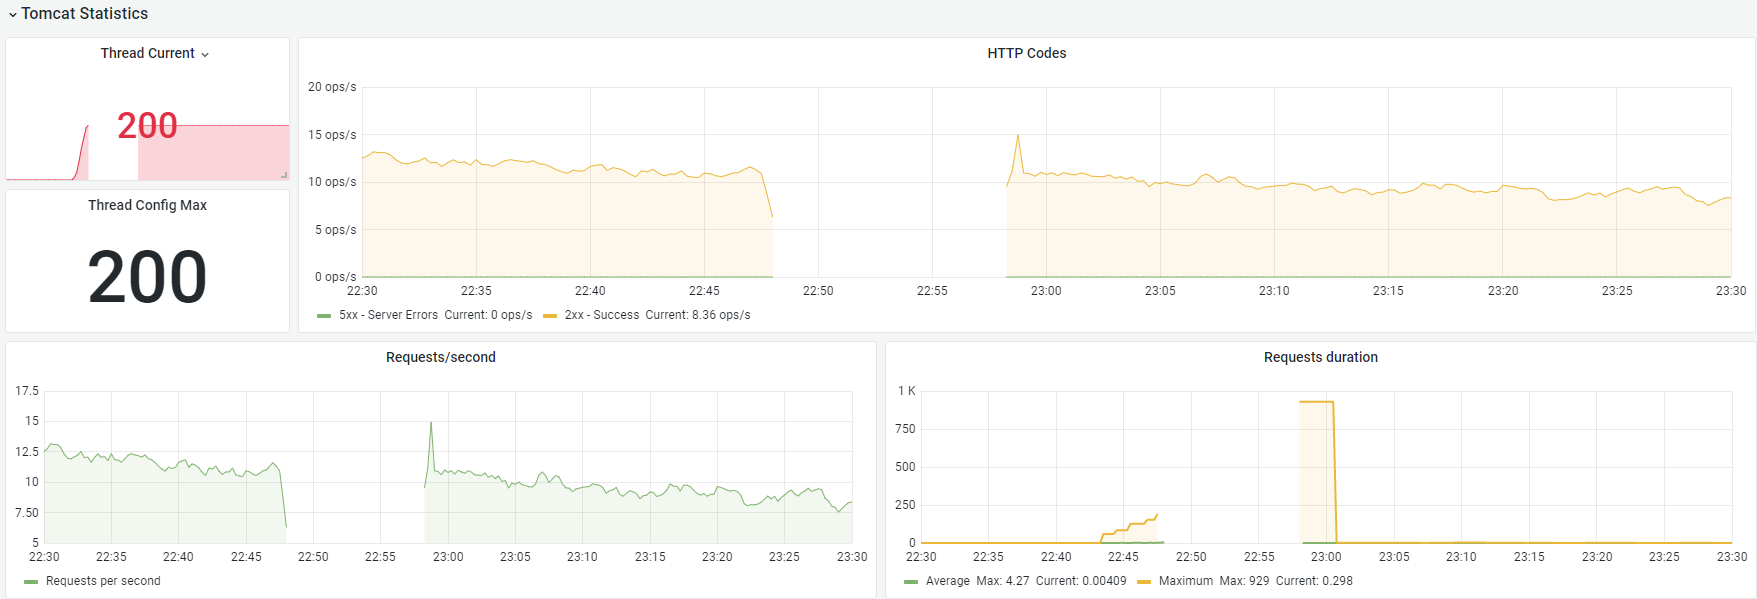 Tomcat Statistics
Thread Current
200
Thread Config Max
200
HTTP Codes
20 ops/s
15 ops/s
10 ops/s
5 ops/s
0 ops/s
22:30 22:35 22:40 22:45 22:50 22:55 23:00 23:05 23:10 23:15 23:20 23:25 23:30
5xx - Server Errors Current: 0 ops/s 2xx - Success Current: 8.36 ops/s
Requests/second
17.5
15
12.5
10
7.50
5
22:30 22:35 22:40 22:45 22:50 22:55 23:00 23:05 23:10 23:15 23:20 23:25 23:30
Requests per second
Requests duration
1 K
750
500
250
0
22:30 22:35 22:40 22:45 22:50 22:55 23:00 23:05 23:10 23:15 23:20 23:25 23:30
Average Max: 4.27 Current: 0.00409 Maximum Max: 929 Current: 0.298